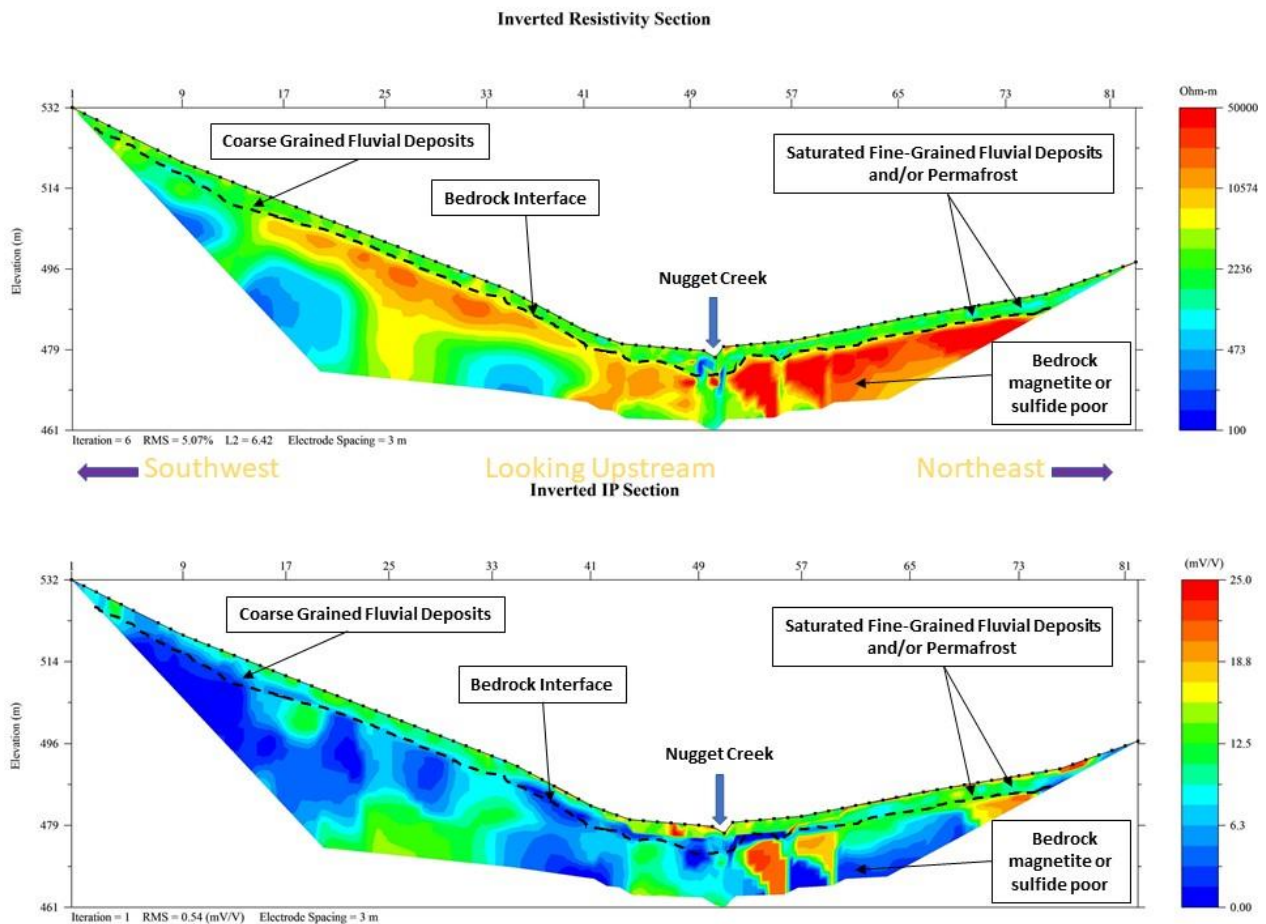 Inverted Resistivity Section
1 9 17 25 33 41 49 57 65 73 81
Ohm-m
532
514
496
479
461
Elevation (m)
Coarse Grained Fluvial Deposits
Bedrock Interface
Nugget Creek
Saturated Fine-Grained Fluvial Deposits
and/or Permafrost
Bedrock
magnetite or
sulfide poor
50000
10574
2236
473
100
Iteration = 6 RMS = 5.07% L2 = 6.42 Electrode Spacing = 3 m
Southwest Looking Upstream Northeast
Inverted IP Section
1 9 17 25 33 41 49 57 65 73 81
(mV/V)
532
514
496
479
461
Elevation (m)
Coarse Grained Fluvial Deposits
Bedrock Interface
Nugget Creek
Saturated Fine-Grained Fluvial Deposits
and/or Permafrost
Bedrock
magnetite or
sulfide poor
25.0
18.8
12.5
6.3
0.00
Iteration = 1 RMS = 0.54 (mV/V) Electrode Spacing = 3 m